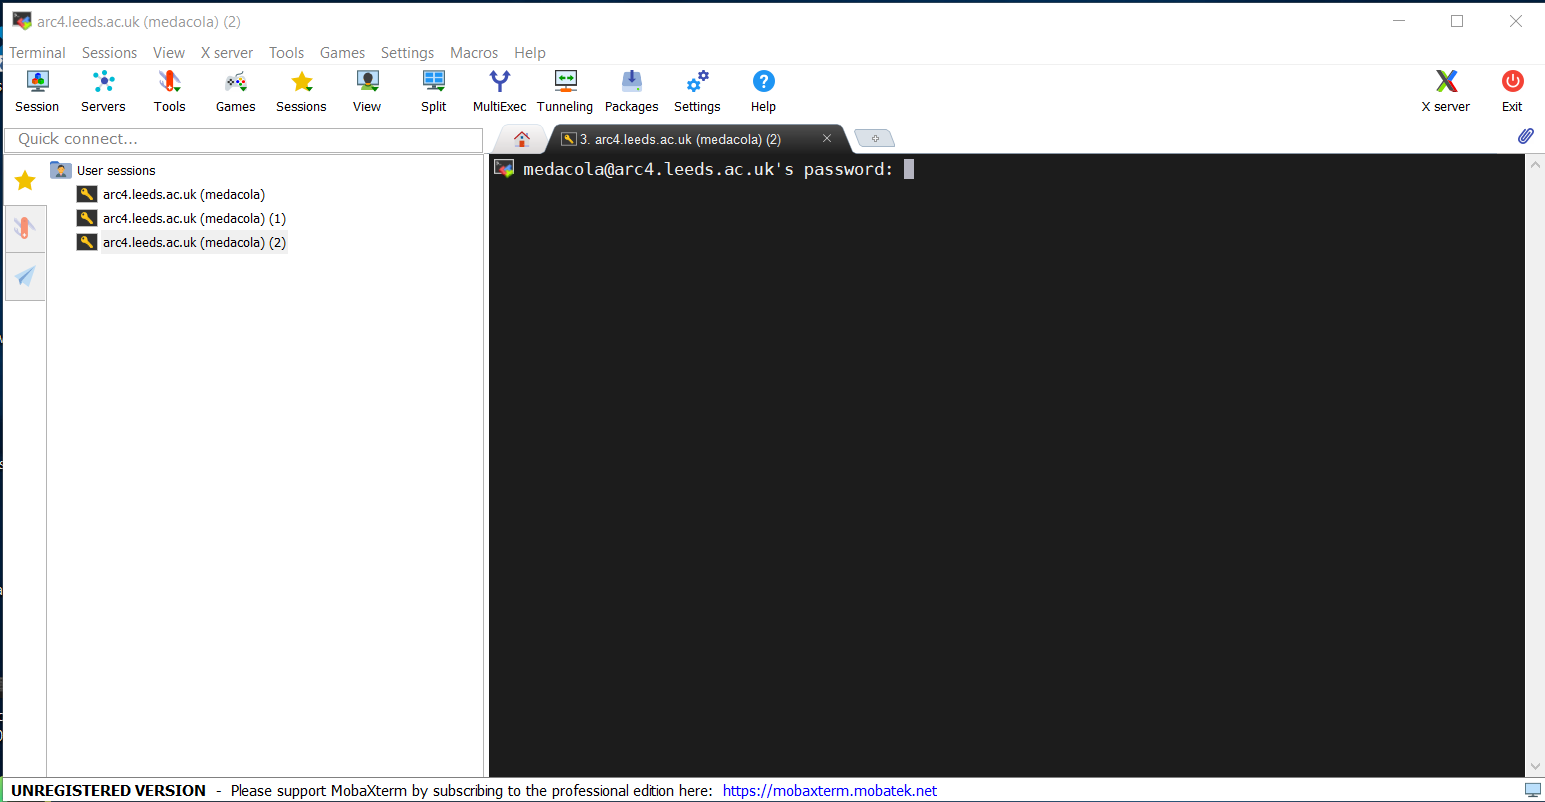 arc4.leeds.ac.uk (medacola) (2)
Terminal Sessions View X server Tools Games Settings Macros Help
Session Servers Tools Games Sessions View Split MultiExec Tunneling Packages Settings Help X server Exit
Quick connect...
3. arc4.leeds.ac.uk (medacola) (2)
User sessions
arc4.leeds.ac.uk (medacola)
arc4.leeds.ac.uk (medacola) (1)
arc4.leeds.ac.uk (medacola) (2)
medacola@arc4.leeds.ac.uk's password:
UNREGISTERED VERSION - Please support MobaXterm by subscribing to the professional edition here: https://mobaxterm.mobatek.net